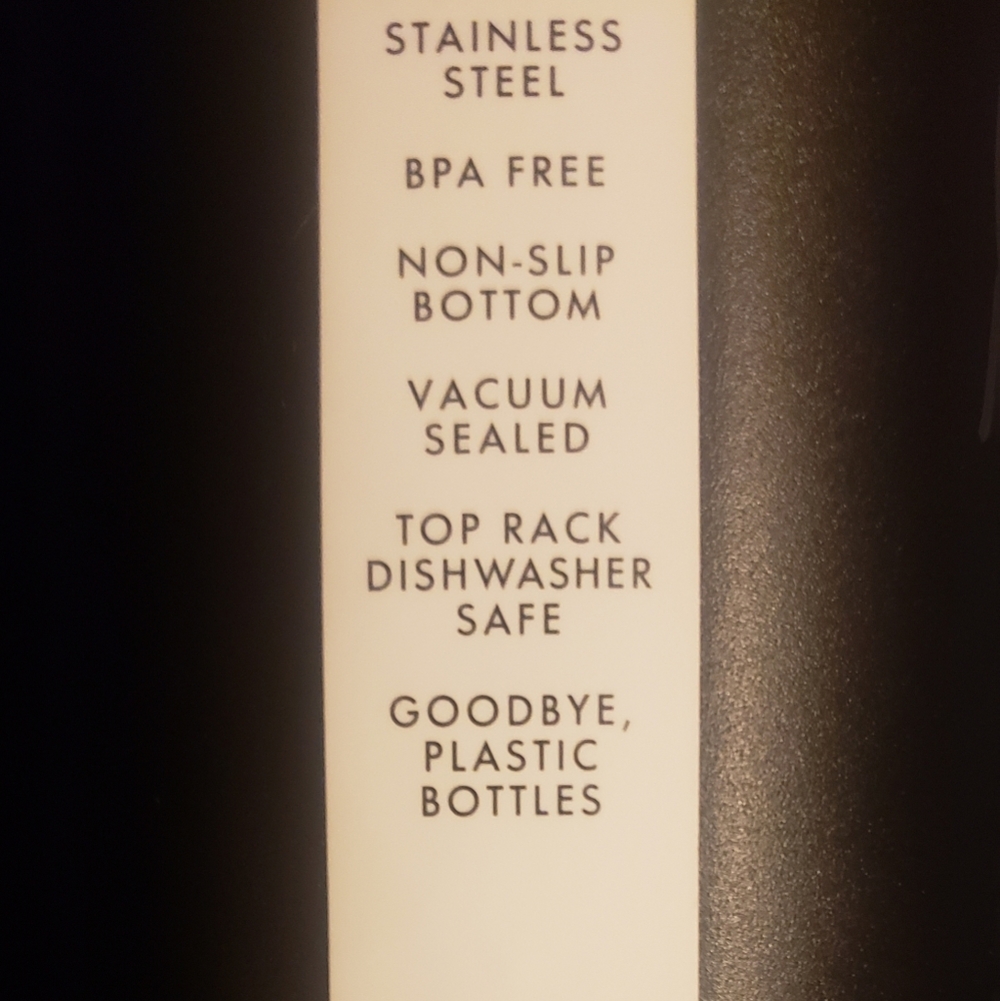 STAINLESS
STEEL
BPA FREE
NON-SLIP
BOTTOM
VACUUM
SEALED
TOP RACK
DISHWASHER
SAFE
GOODBYE,
PLASTIC
BOTTLES